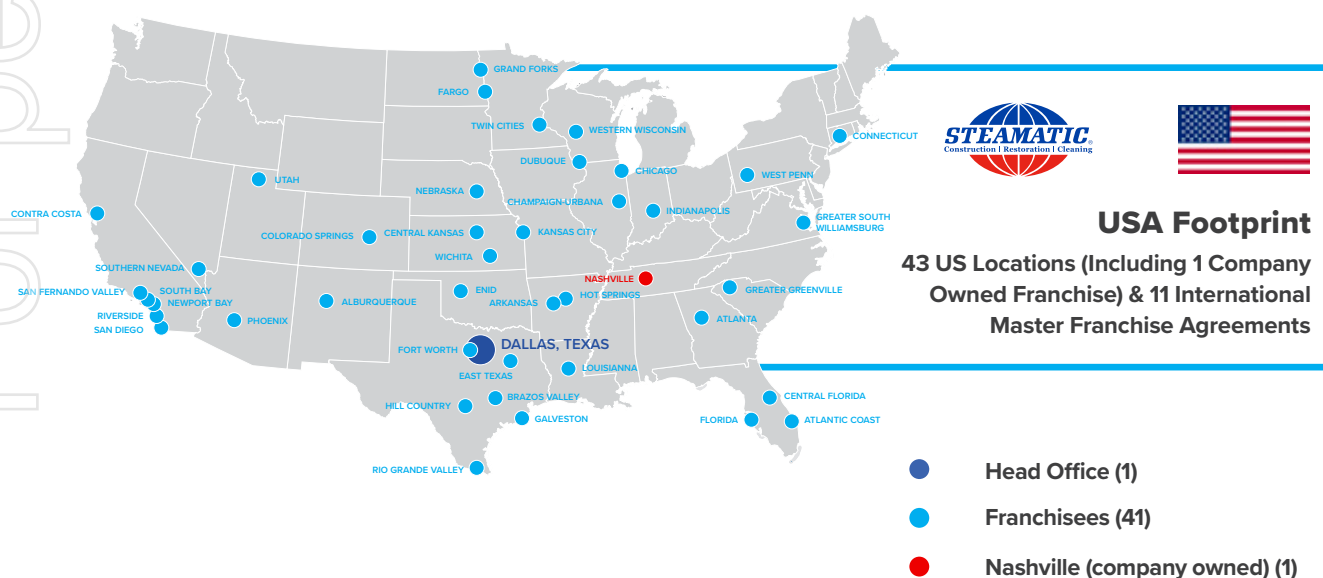 GRAND FORKS
FARGO
TWIN CITIES
WESTERN WISCONSIN
CONNECTICUT
STEAMATIC®
Construction | Restoration | Cleaning
DUBUQUE
CHICAGO
WEST PENN
UTAH
NEBRASKA
CHAMPAIGN-URBANA
INDIANAPOLIS
CONTRA COSTA
GREATER SOUTH
WILLIAMSBURG
USA Footprint
COLORADO SPRINGS
CENTRAL KANSAS
KANSAS CITY
WICHITA
43 US Locations (Including 1 Company
Owned Franchise) & 11 International
Master Franchise Agreements
SOUTHERN NEVADA
NASHVILLE
SAN FERNANDO VALLEY
SOUTH BAY
NEWPORT BAY
ENID
ARKANSAS
HOT SPRINGS
GREATER GREENVILLE
ALBURQUERQUE
RIVERSIDE
SAN DIEGO
PHOENIX
ATLANTA
FORT WORTH
DALLAS, TEXAS
EAST TEXAS
LOUISIANNA
HILL COUNTRY
BRAZOS VALLEY
GALVESTON
CENTRAL FLORIDA
FLORIDA
ATLANTIC COAST
RIO GRANDE VALLEY
Head Office (1)
Franchisees (41)
Nashville (company owned) (1)